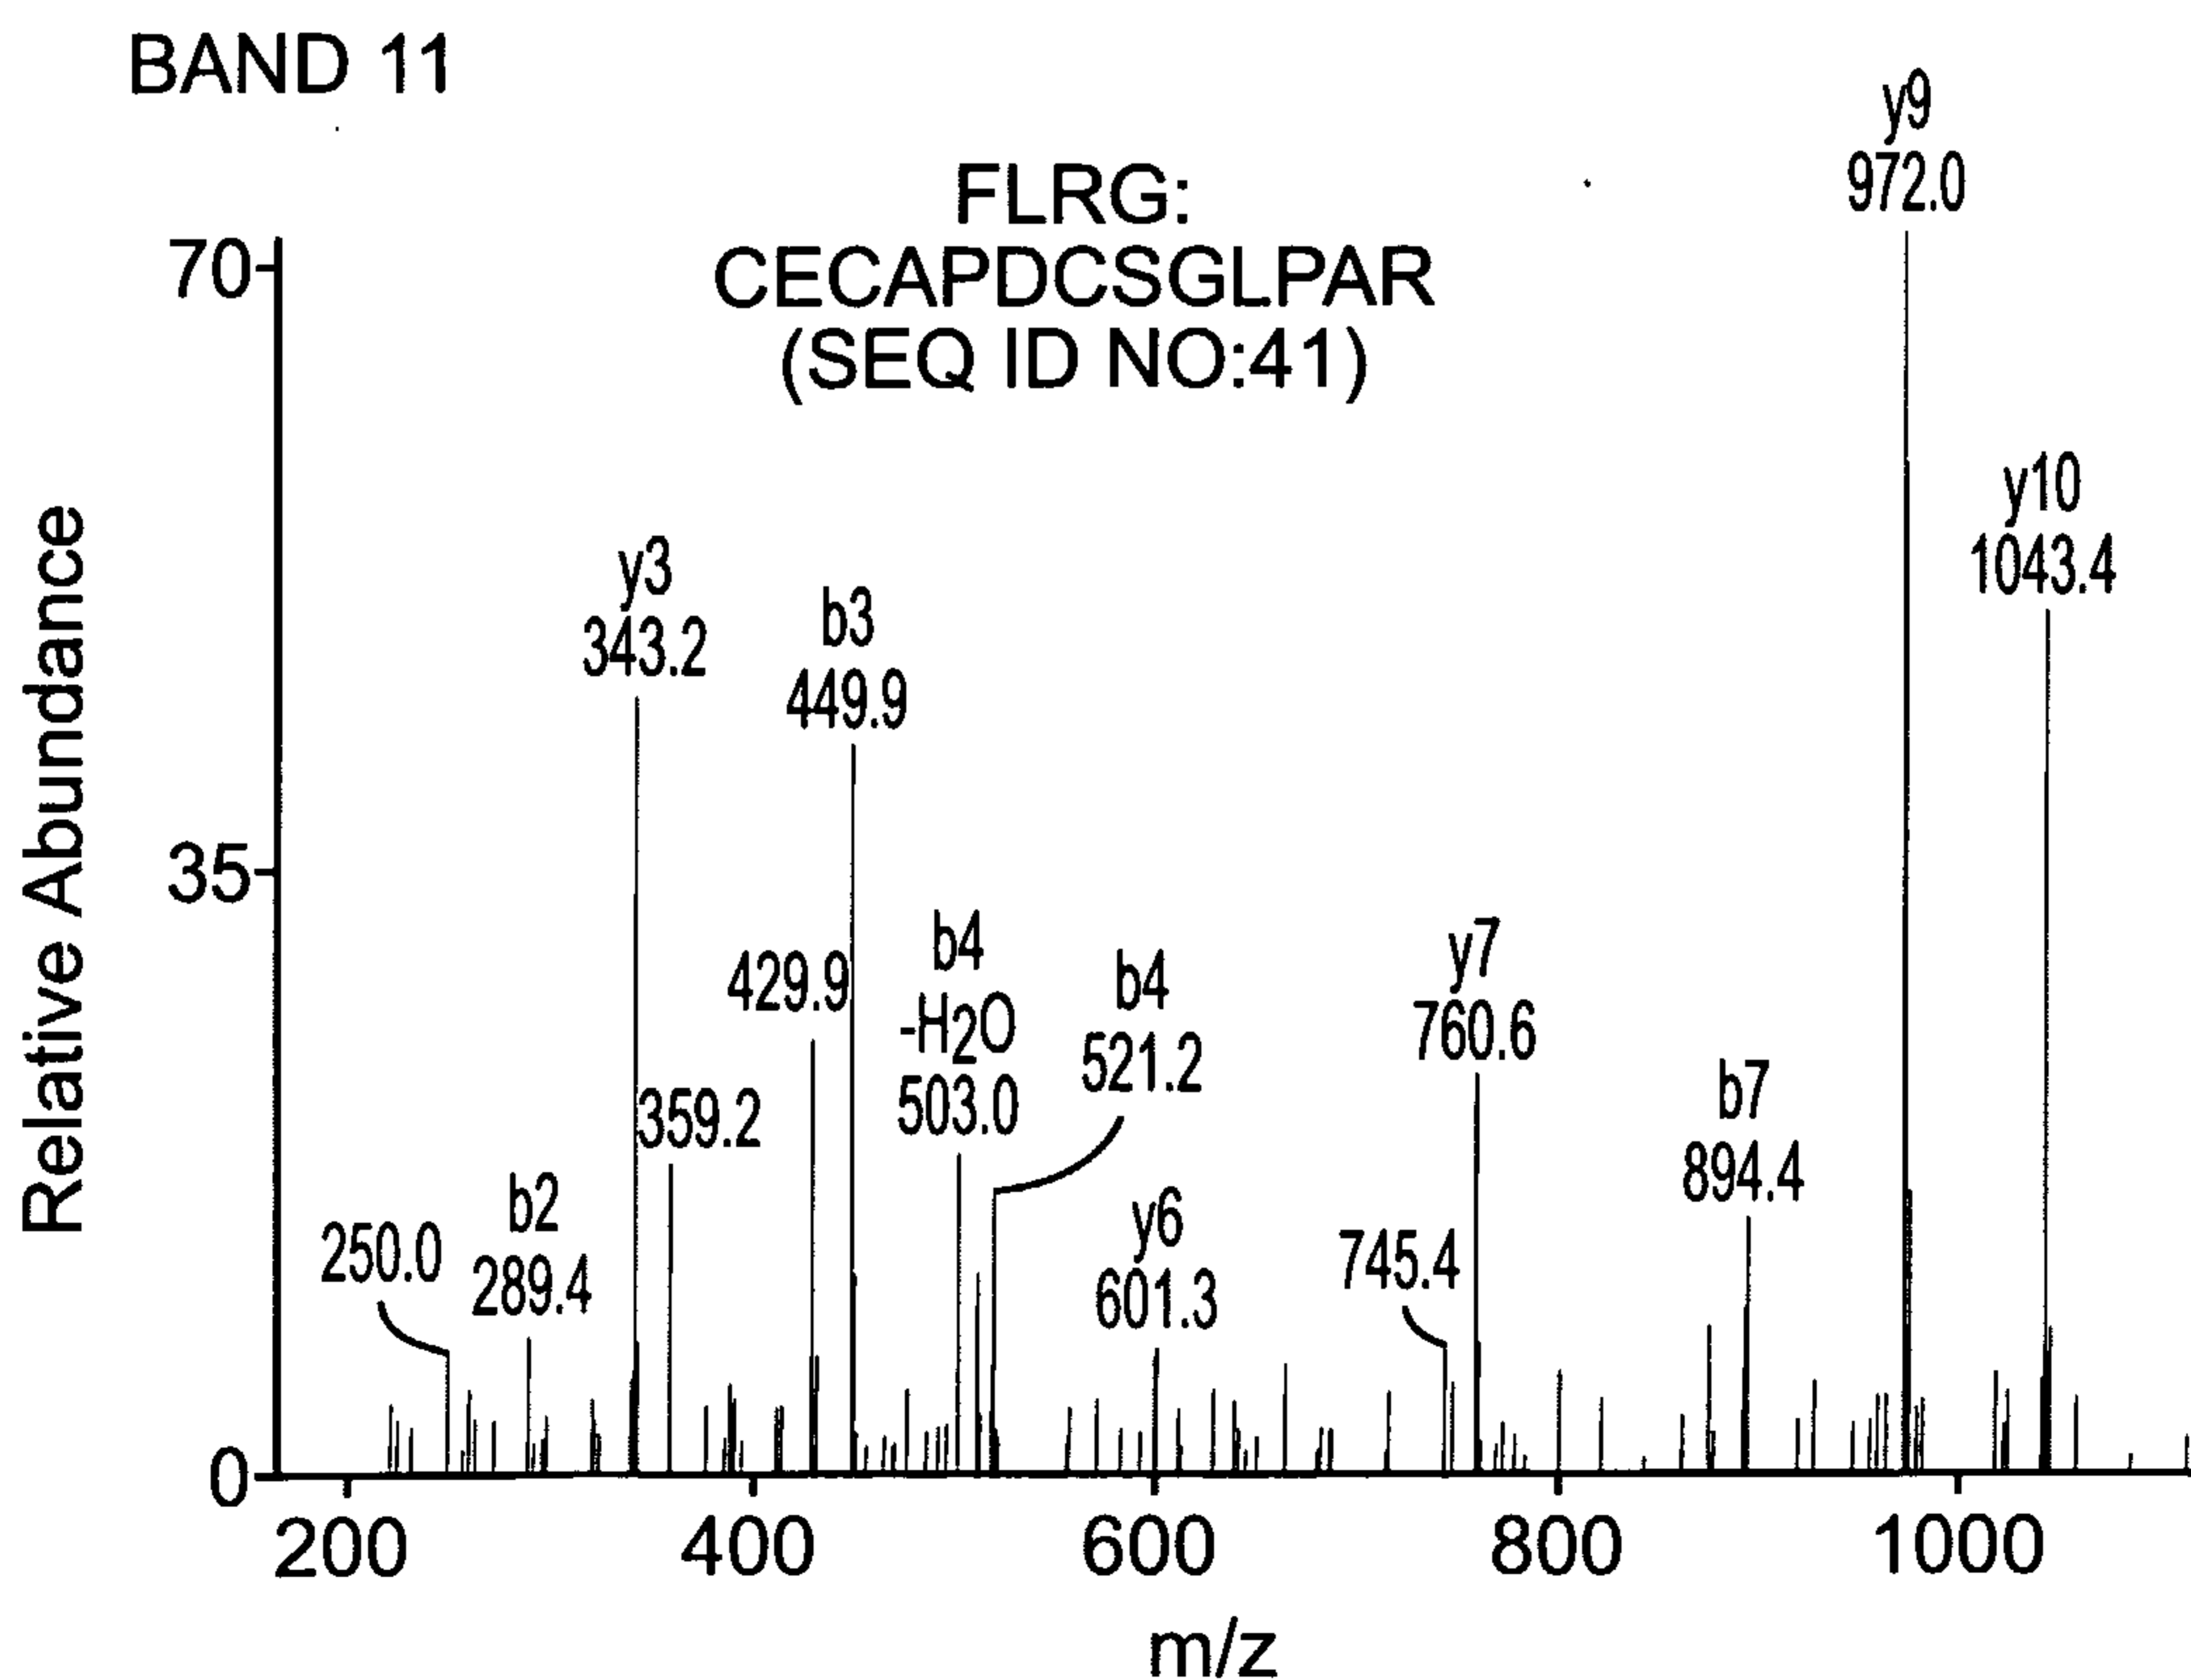 BAND 11
FLRG:
CECAPDCSGLPAR
(SEQ ID NO:41)
y9
972.0
y10
1043.4
y3
343.2
b3
449.9
429.9
359.2
b4
-H2O
503.0
b4
521.2
250.0
b2
289.4
y6
601.3
y7
760.6
745.4
b7
894.4
Relative Abundance
70
35
0
200 400 600 800 1000
m/z